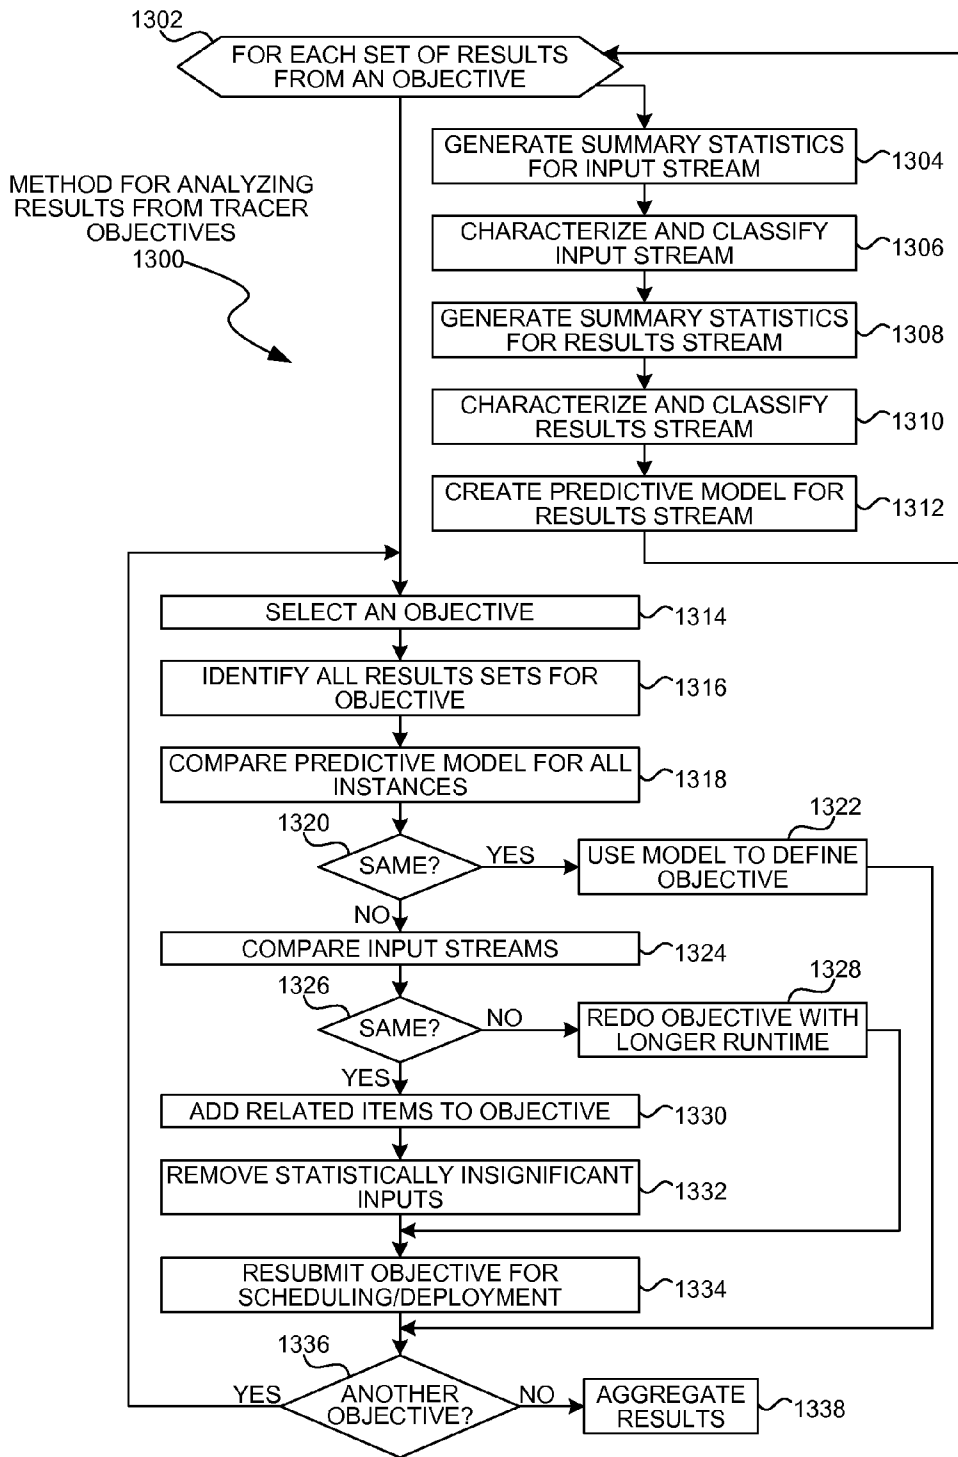 1302
FOR EACH SET OF RESULTS
FROM AN OBJECTIVE
GENERATE SUMMARY STATISTICS
FOR INPUT STREAM
1304
METHOD FOR ANALYZING
RESULTS FROM TRACER
OBJECTIVES
1300
CHARACTERIZE AND CLASSIFY
INPUT STREAM
1306
GENERATE SUMMARY STATISTICS
FOR RESULTS STREAM
1308
CHARACTERIZE AND CLASSIFY
RESULTS STREAM
1310
CREATE PREDICTIVE MODEL FOR
RESULTS STREAM
1312
SELECT AN OBJECTIVE
1314
IDENTIFY ALL RESULTS SETS FOR
OBJECTIVE
1316
COMPARE PREDICTIVE MODEL FOR ALL
INSTANCES
1318
1320
SAME?
YES
1322
USE MODEL TO DEFINE
OBJECTIVE
NO
COMPARE INPUT STREAMS
1324
1326
SAME?
NO
1328
REDO OBJECTIVE WITH
LONGER RUNTIME
YES
ADD RELATED ITEMS TO OBJECTIVE
1330
REMOVE STATISTICALLY INSIGNIFICANT
INPUTS
1332
RESUBMIT OBJECTIVE FOR
SCHEDULING/DEPLOYMENT
1334
1336
YES
ANOTHER
OBJECTIVE?
NO
AGGREGATE
RESULTS
1338